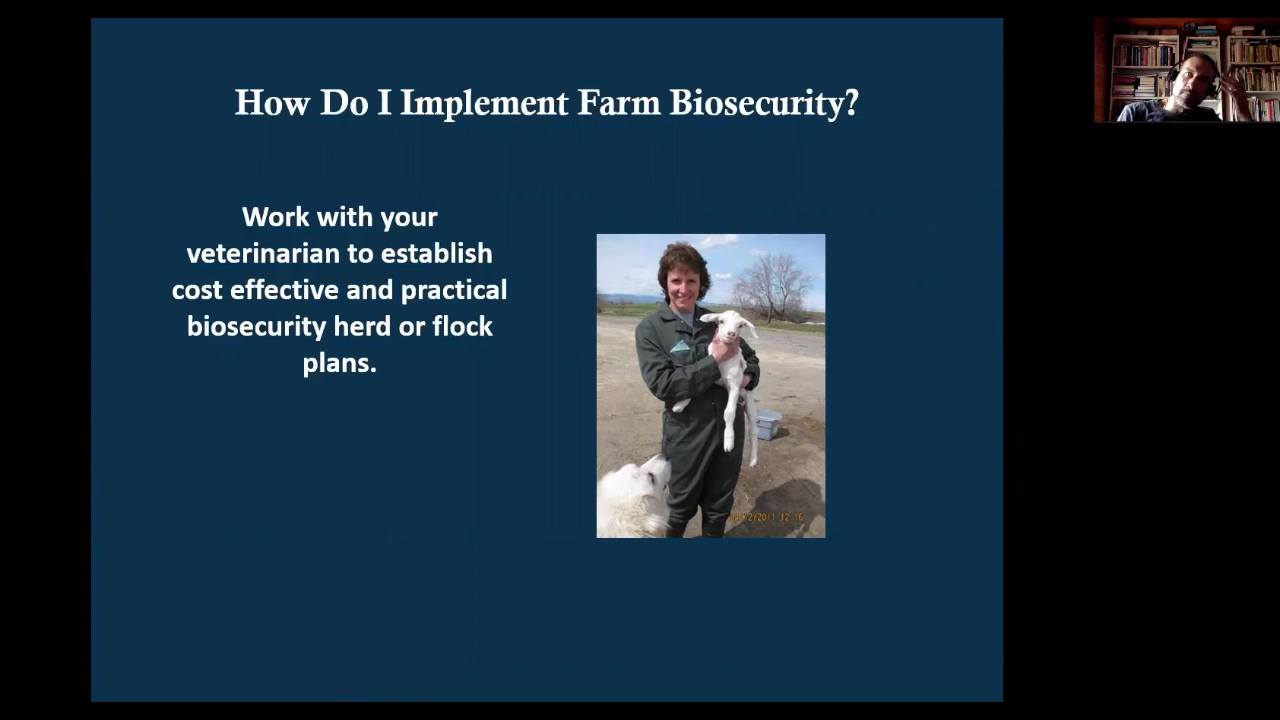 How Do I Implement Farm Biosecurity?
Work with your
veterinarian to establish
cost effective and practical
biosecurity herd or flock
plans.